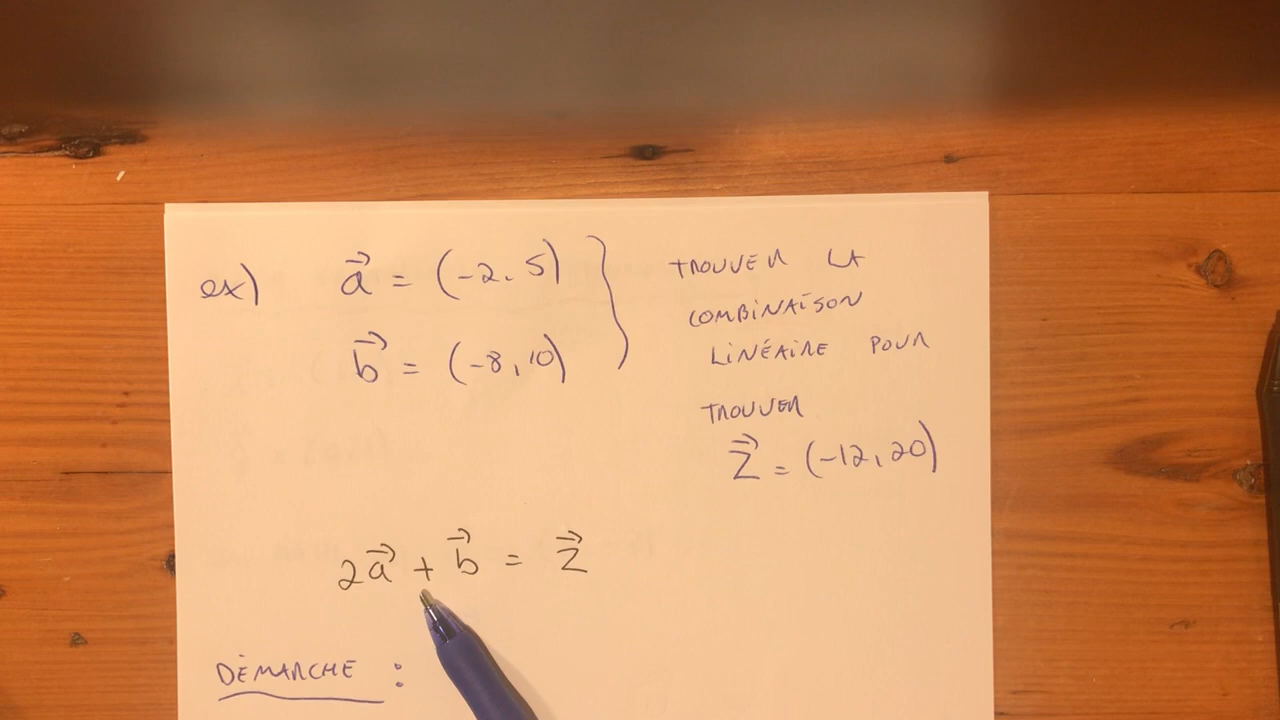 ex) a⃗ = (-2, 5)
b⃗ = (-8, 10)
TROUVER LA
COMBINAISON
LINÉAIRE POUR
TROUVER
z⃗ = (-12, 20)
2a⃗ + b⃗ = z⃗
DÉMARCHE :